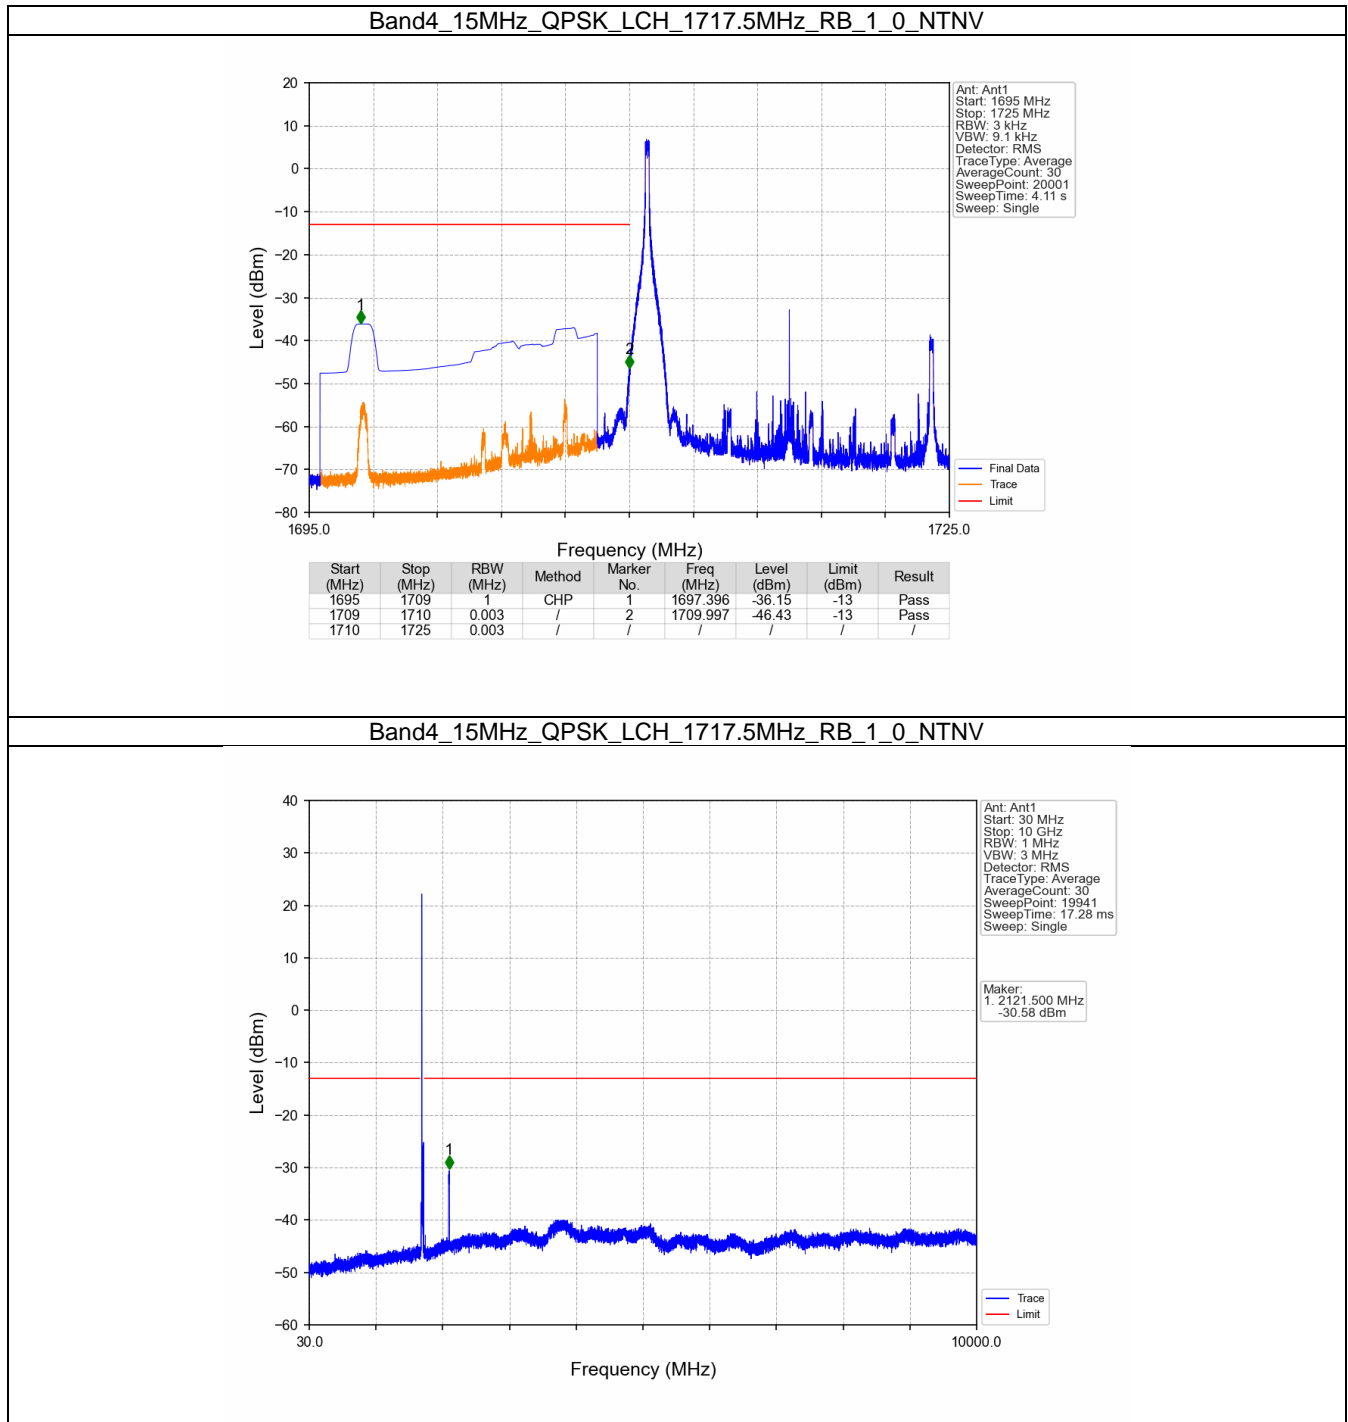 Band4_15MHz_QPSK_LCH_1717.5MHz_RB_1_0_NTNV
20
10
0
−10
−20
−30
−40
−50
−60
−70
−80
Level (dBm)
1
2
1695.0
1725.0
Frequency (MHz)
Ant: Ant1
Start: 1695 MHz
Stop: 1725 MHz
RBW: 3 kHz
VBW: 9.1 kHz
Detector: RMS
TraceType: Average
AverageCount: 30
SweepPoint: 20001
SweepTime: 4.11 s
Sweep: Single
Final Data
Trace
Limit
Start (MHz) Stop (MHz) RBW (MHz) Method Marker No. Freq (MHz) Level (dBm) Limit (dBm) Result
1695 1709 1 CHP 1 1697.396 -36.15 -13 Pass
1709 1710 0.003 / 2 1709.997 -46.43 -13 Pass
1710 1725 0.003 / / / / / /
Band4_15MHz_QPSK_LCH_1717.5MHz_RB_1_0_NTNV
40
30
20
10
0
−10
−20
−30
−40
−50
−60
Level (dBm)
1
30.0
10000.0
Frequency (MHz)
Ant: Ant1
Start: 30 MHz
Stop: 10 GHz
RBW: 1 MHz
VBW: 3 MHz
Detector: RMS
TraceType: Average
AverageCount: 30
SweepPoint: 19941
SweepTime: 17.28 ms
Sweep: Single
Maker:
1. 2121.500 MHz
-30.58 dBm
Trace
Limit